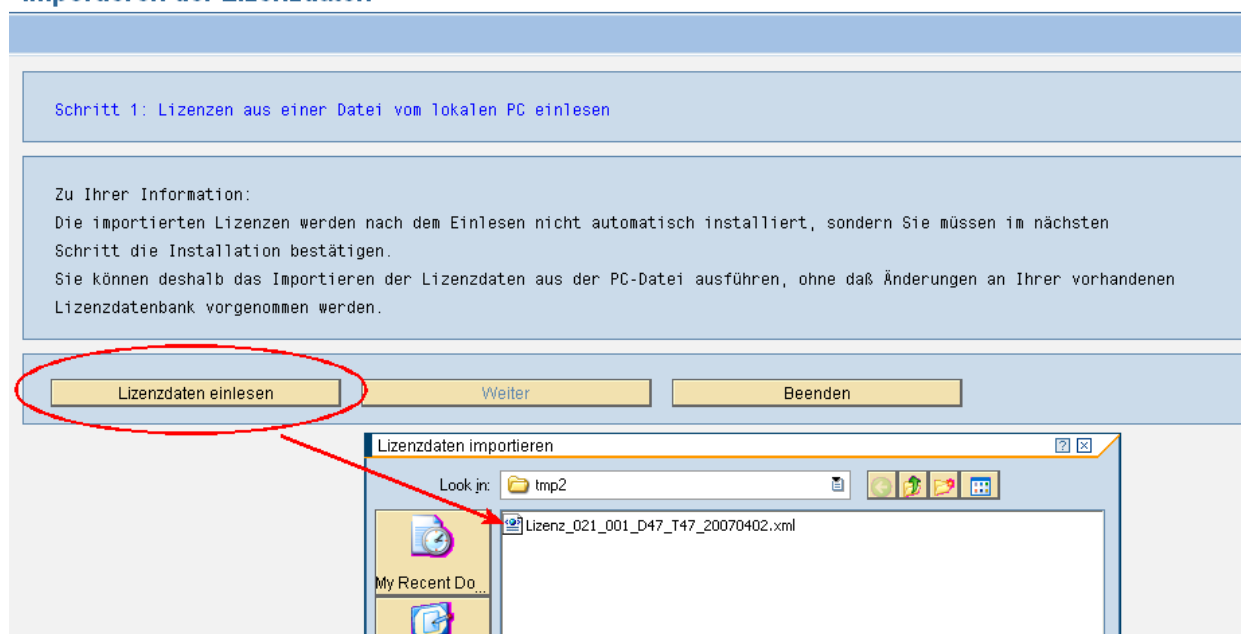 Importieren der Lizenzdaten
Schritt 1: Lizenzen aus einer Datei vom lokalen PC einlesen
Zu Ihrer Information:
Die importierten Lizenzen werden nach dem Einlesen nicht automatisch installiert, sondern Sie müssen im nächsten
Schritt die Installation bestätigen.
Sie können deshalb das Importieren der Lizenzdaten aus der PC-Datei ausführen, ohne daß Änderungen an Ihrer vorhandenen
Lizenzdatenbank vorgenommen werden.
Lizenzdaten einlesen Weiter Beenden
Lizenzdaten importieren
Look in: tmp2
Lizenz_021_001_D47_T47_20070402.xml
My Recent Do...